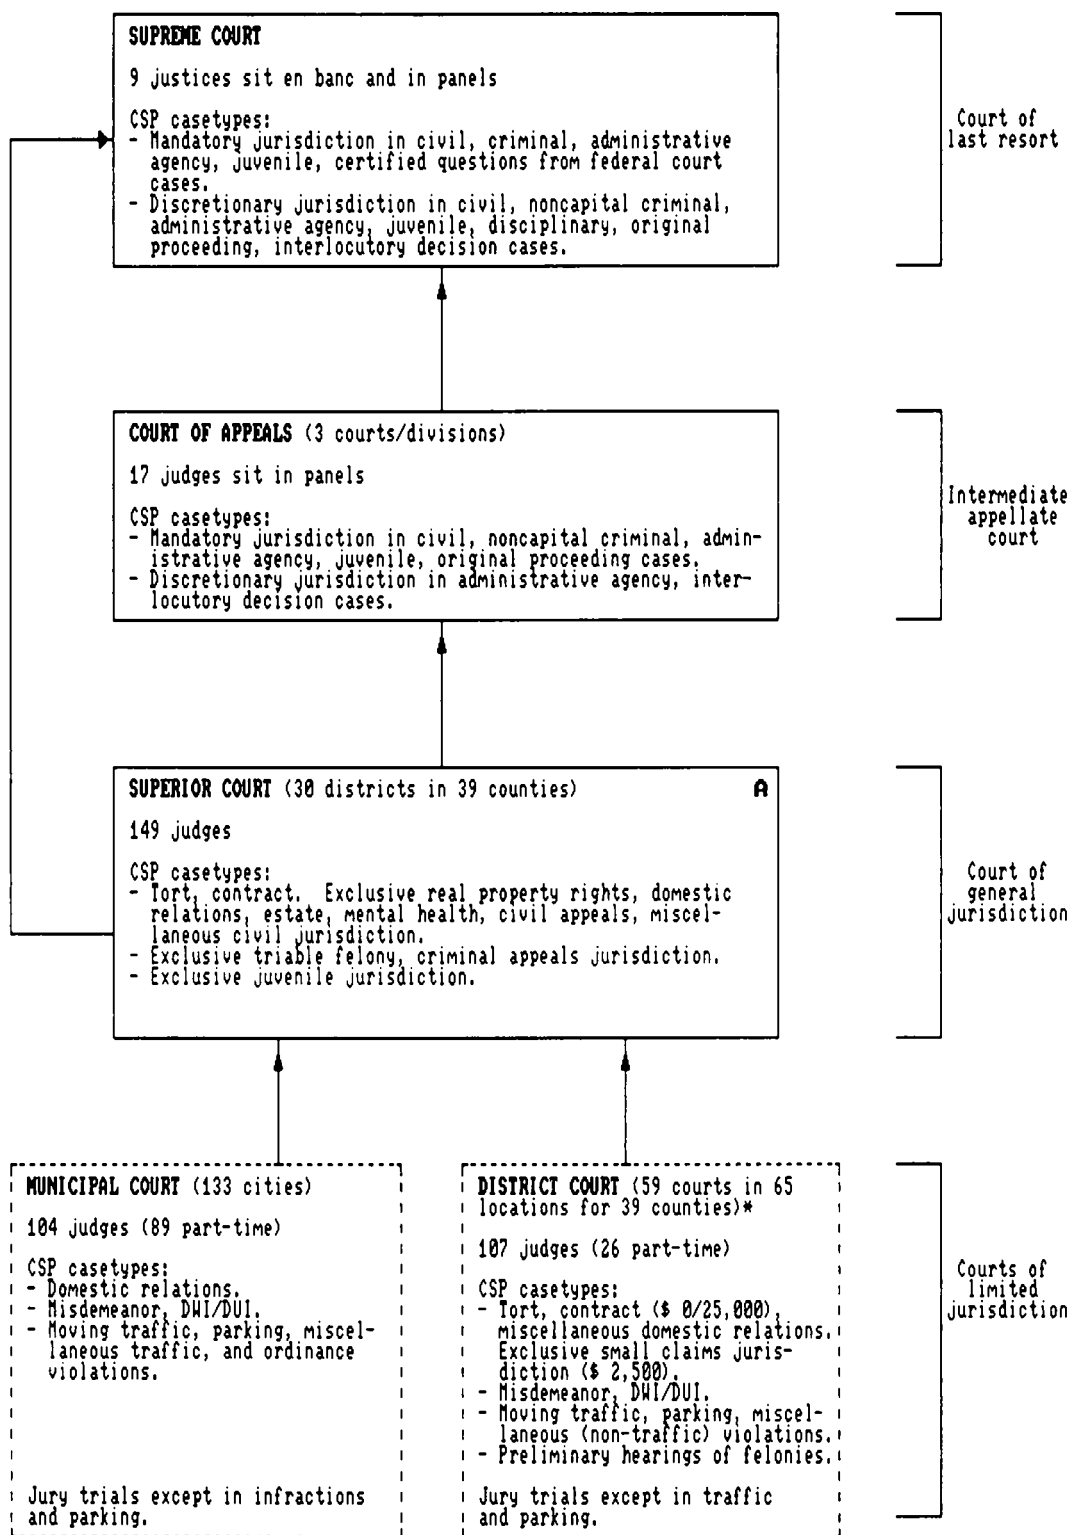 SUPREME COURT
9 justices sit en banc and in panels
CSP casetypes:
- Mandatory jurisdiction in civil, criminal, administrative
agency, juvenile, certified questions from federal court
cases.
- Discretionary jurisdiction in civil, noncapital criminal,
administrative agency, juvenile, disciplinary, original
proceeding, interlocutory decision cases.
Court of
last resort
COURT OF APPEALS (3 courts/divisions)
17 judges sit in panels
CSP casetypes:
- Mandatory jurisdiction in civil, noncapital criminal, admin-
istrative agency, juvenile, original proceeding cases.
- Discretionary jurisdiction in administrative agency, inter-
locutory decision cases.
Intermediate
appellate
court
SUPERIOR COURT (30 districts in 39 counties) A
149 judges
CSP casetypes:
- Tort, contract. Exclusive real property rights, domestic
relations, estate, mental health, civil appeals, miscel-
laneous civil jurisdiction.
- Exclusive triable felony, criminal appeals jurisdiction.
- Exclusive juvenile jurisdiction.
Court of
general
jurisdiction
MUNICIPAL COURT (133 cities)
104 judges (89 part-time)
CSP casetypes:
- Domestic relations.
- Misdemeanor, DWI/DUI.
- Moving traffic, parking, miscel-
laneous traffic, and ordinance
violations.
Jury trials except in infractions
and parking.
DISTRICT COURT (59 courts in 65
locations for 39 counties)*
107 judges (26 part-time)
CSP casetypes:
- Tort, contract ($ 0/25,000),
miscellaneous domestic relations.
Exclusive small claims juris-
diction ($ 2,500).
- Misdemeanor, DWI/DUI.
- Moving traffic, parking, miscel-
laneous (non-traffic) violations.
- Preliminary hearings of felonies.
Jury trials except in traffic
and parking.
Courts of
limited
jurisdiction